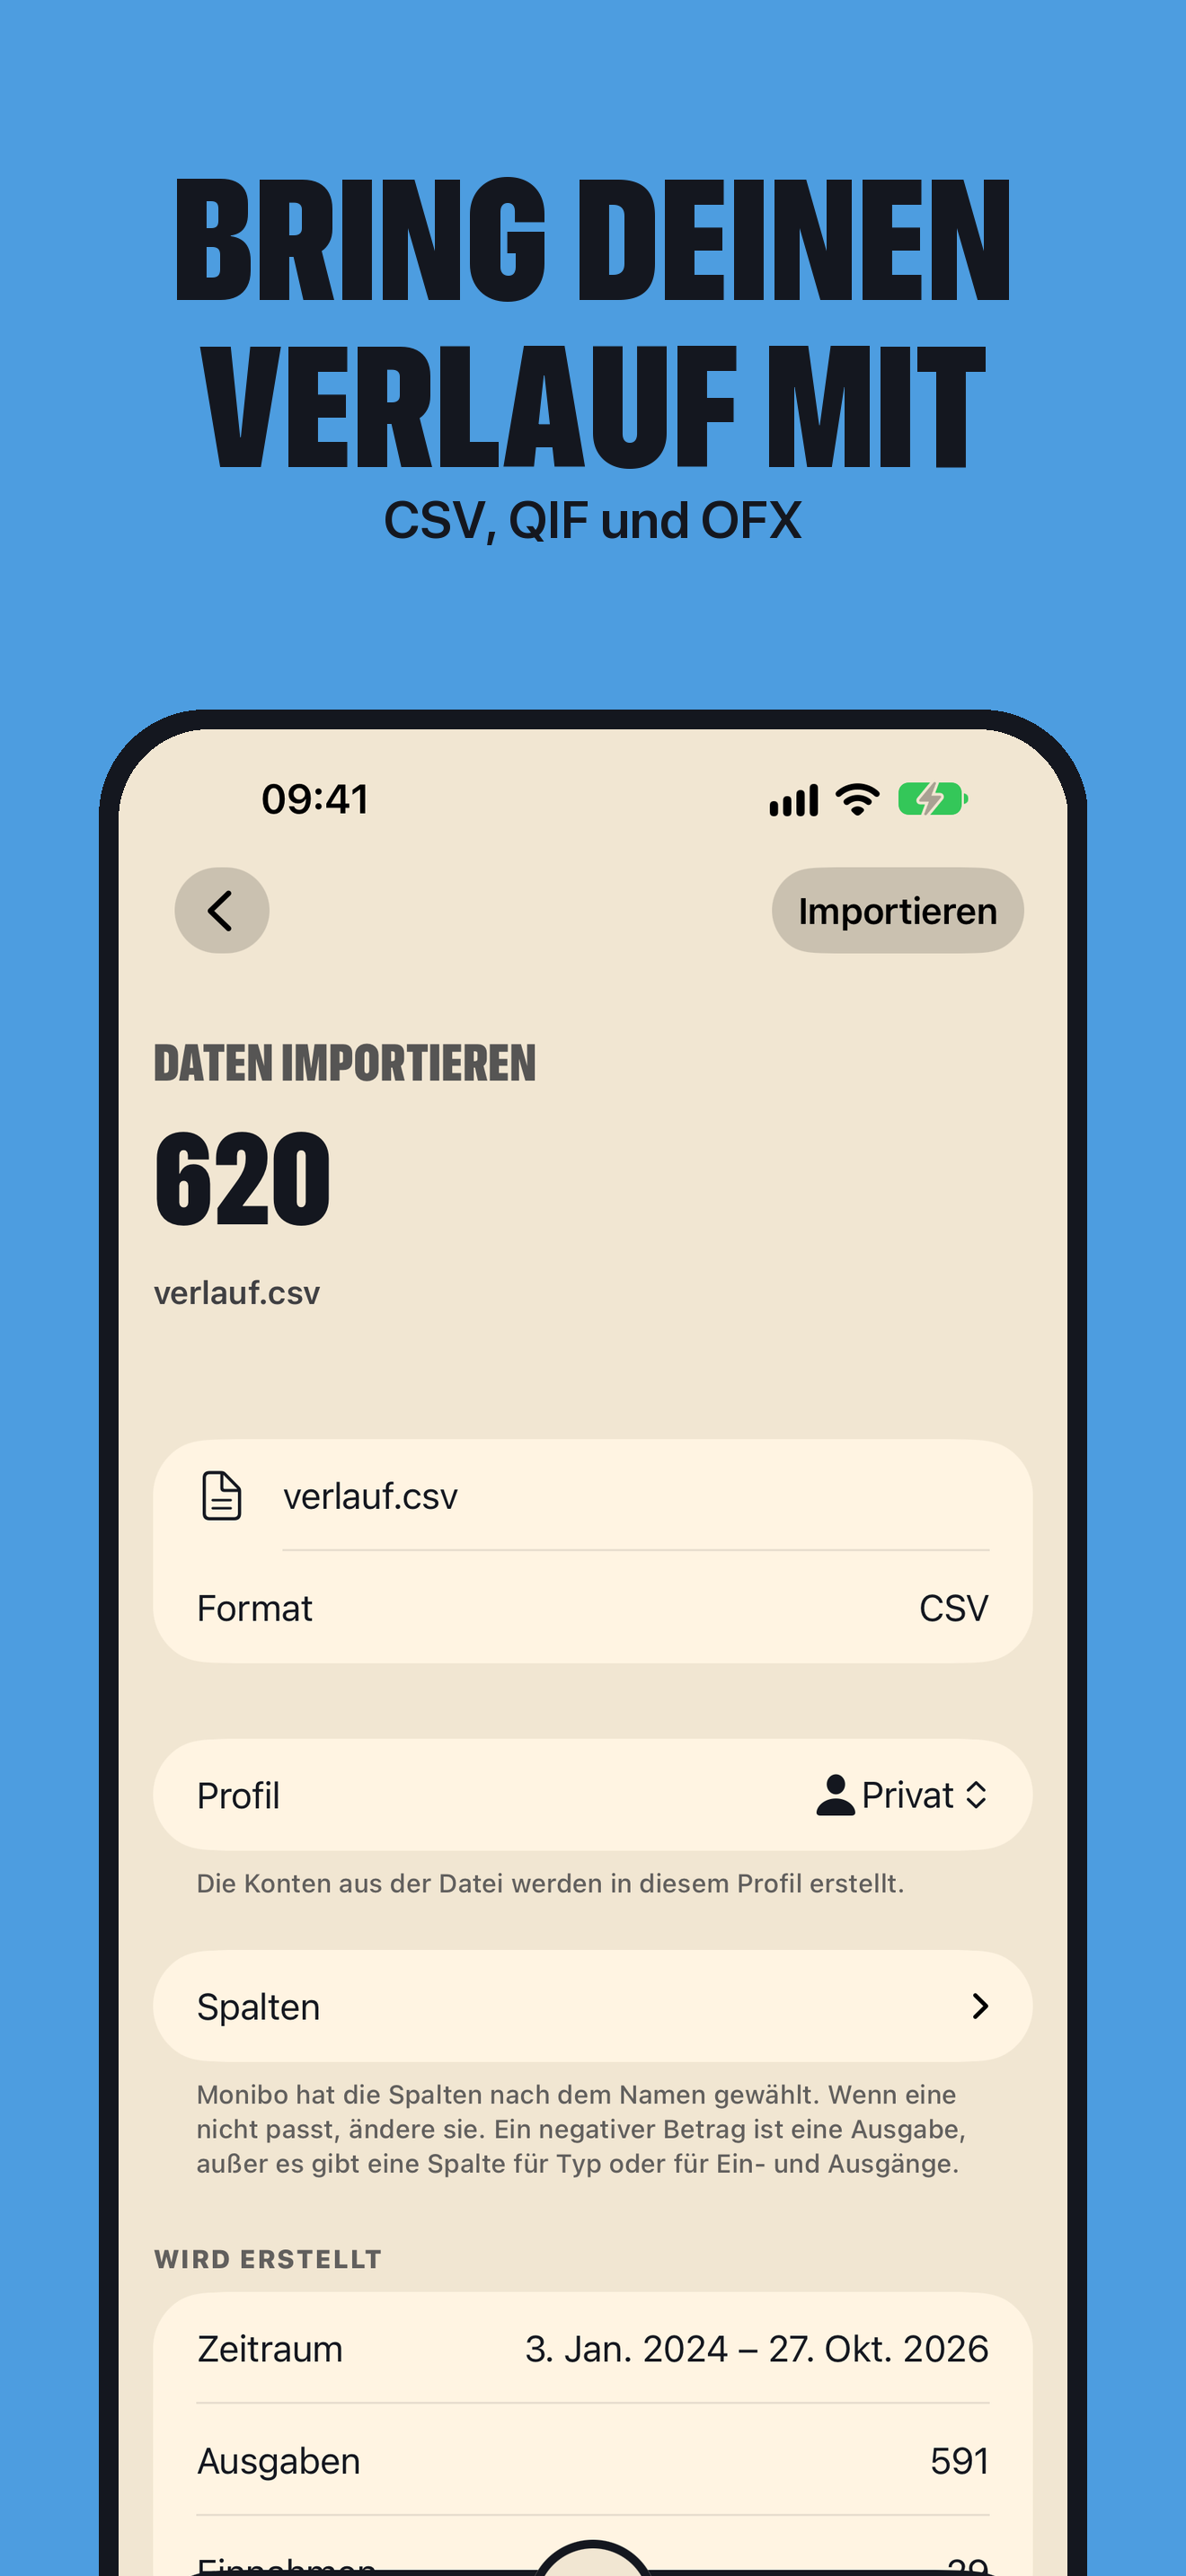 BRING DEINEN
VERLAUF MIT
CSV, QIF und OFX
09:41
Importieren
DATEN IMPORTIEREN
620
verlauf.csv
verlauf.csv
Format CSV
Profil Privat
Die Konten aus der Datei werden in diesem Profil erstellt.
Spalten
Monibo hat die Spalten nach dem Namen gewählt. Wenn eine
nicht passt, ändere sie. Ein negativer Betrag ist eine Ausgabe,
außer es gibt eine Spalte für Typ oder für Ein- und Ausgänge.
WIRD ERSTELLT
Zeitraum 3. Jan. 2024 – 27. Okt. 2026
Ausgaben 591
Einnahmen 29